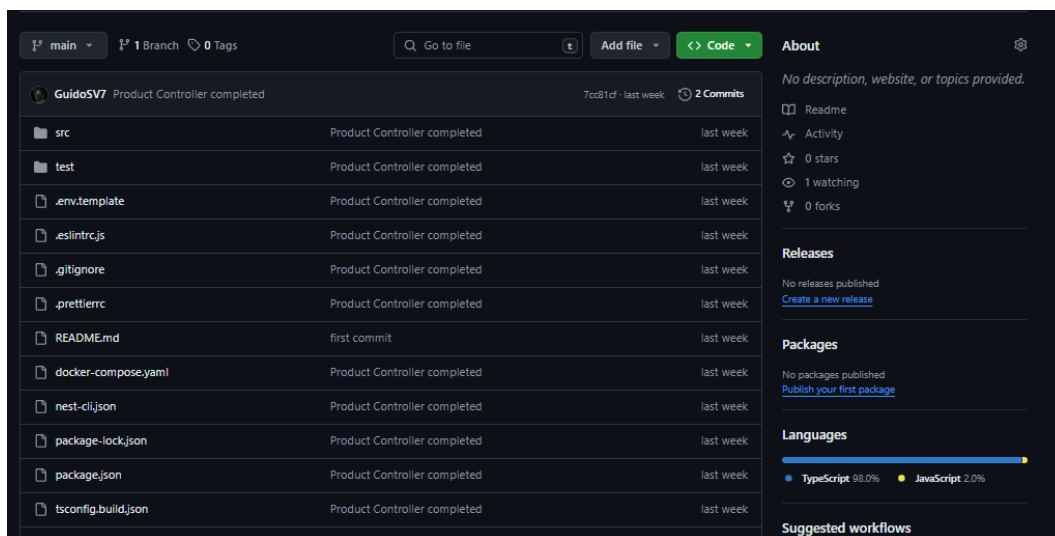 main
1 Branch
0 Tags
Go to file
t
Add file
Code
GuidoSV7 Product Controller completed
7cc81cf · last week
2 Commits
src Product Controller completed last week
test Product Controller completed last week
.env.template Product Controller completed last week
.eslintrc.js Product Controller completed last week
.gitignore Product Controller completed last week
.prettierrc Product Controller completed last week
README.md first commit last week
docker-compose.yaml Product Controller completed last week
nest-cli.json Product Controller completed last week
package-lock.json Product Controller completed last week
package.json Product Controller completed last week
tsconfig.build.json Product Controller completed last week
About
No description, website, or topics provided.
Readme
Activity
0 stars
1 watching
0 forks
Releases
No releases published
Create a new release
Packages
No packages published
Publish your first package
Languages
TypeScript 98.0%
JavaScript 2.0%
Suggested workflows